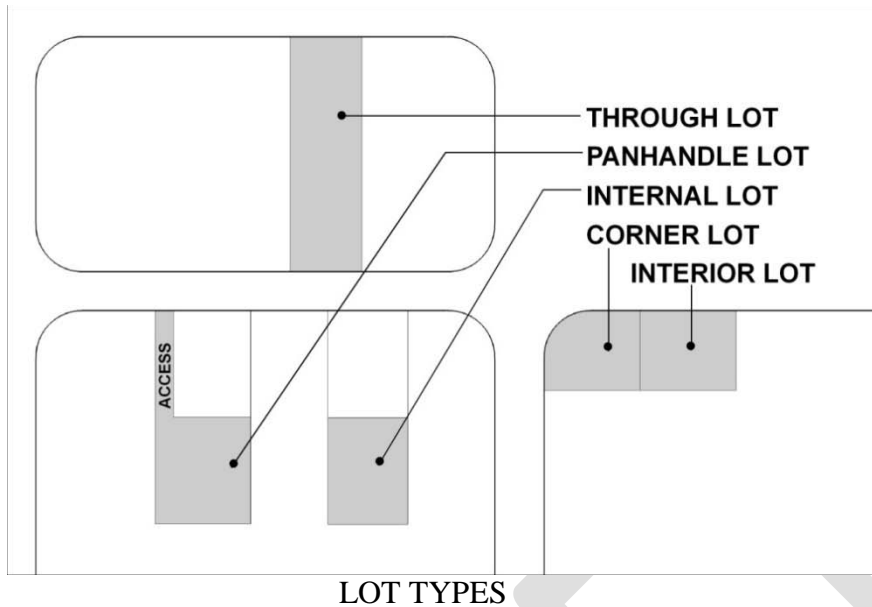 THROUGH LOT
PANHANDLE LOT
INTERNAL LOT
CORNER LOT
INTERIOR LOT
ACCESS
LOT TYPES